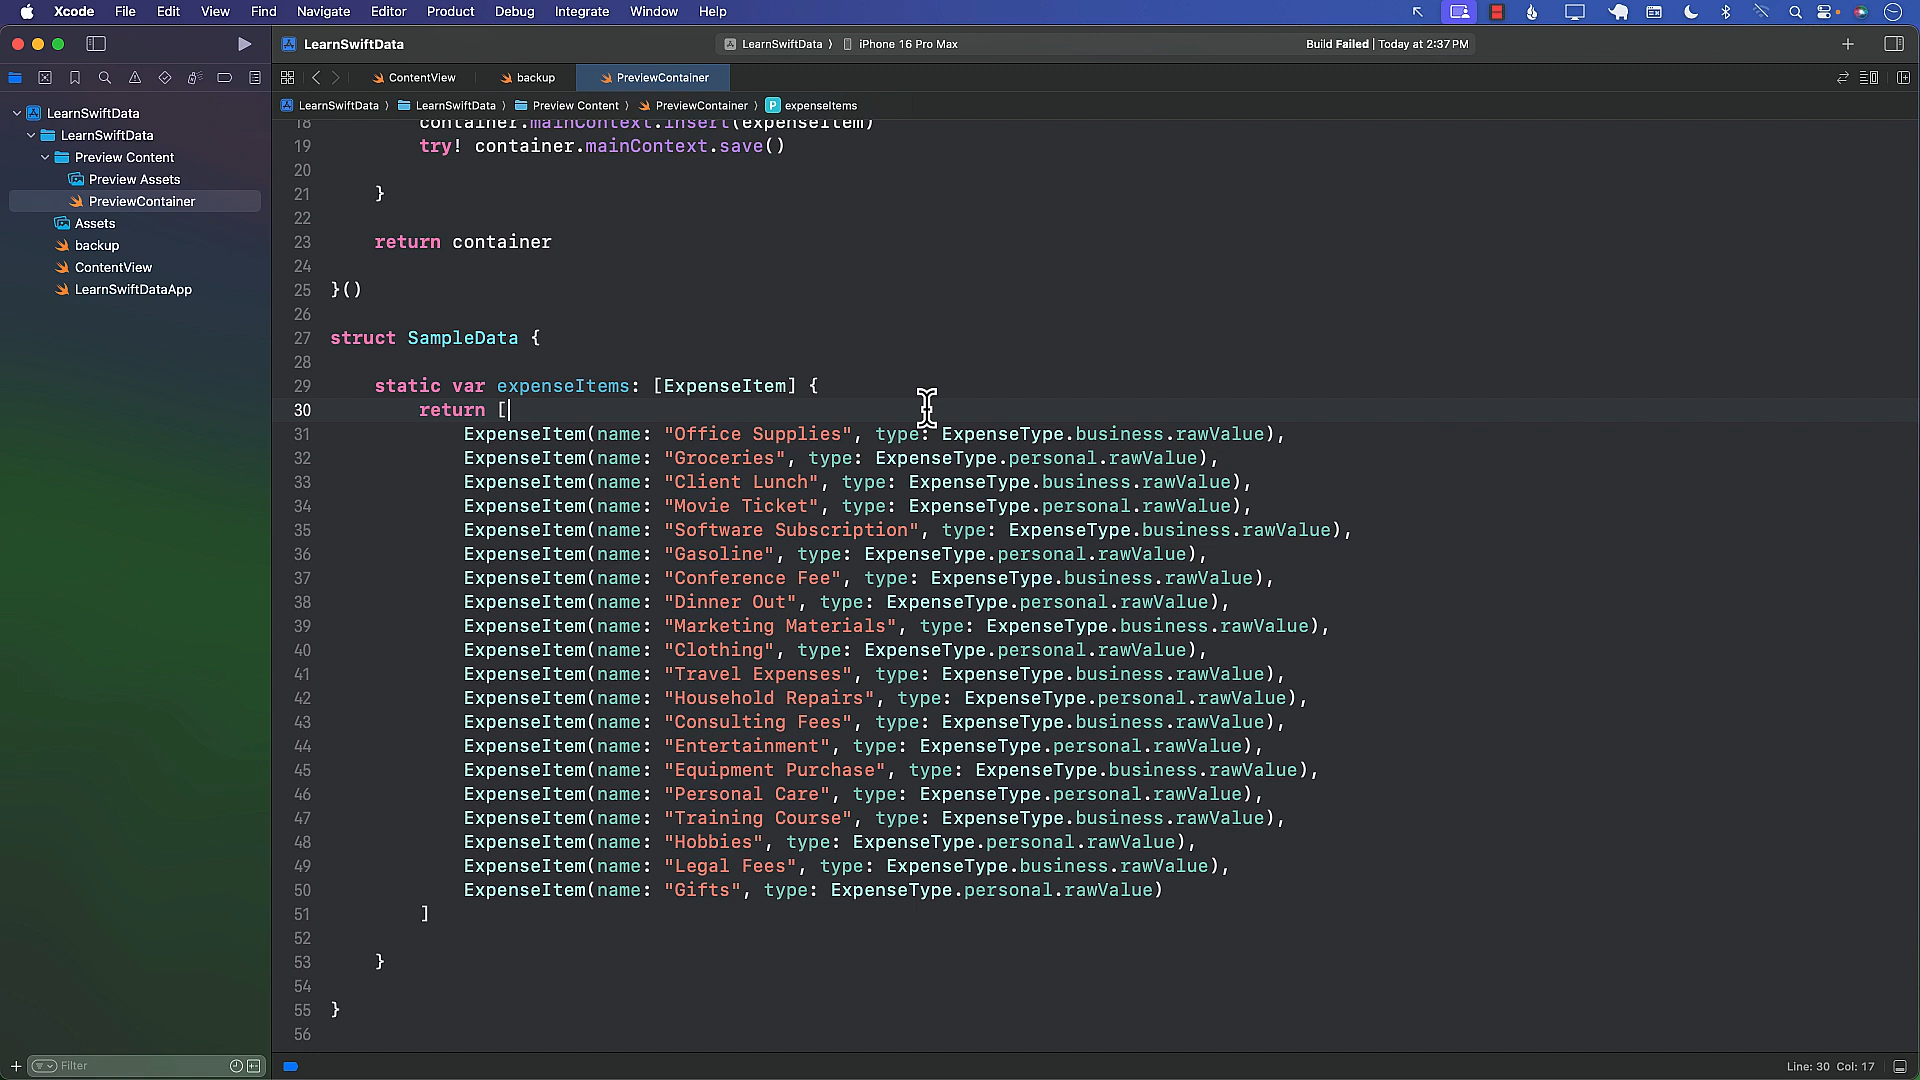 Xcode File Edit View Find Navigate Editor Product Debug Integrate Window Help
LearnSwiftData
LearnSwiftData 〉 iPhone 16 Pro Max
Build Failed | Today at 2:37 PM
ContentView backup PreviewContainer
LearnSwiftData 〉 LearnSwiftData 〉 Preview Content 〉 PreviewContainer 〉 P expenseItems
LearnSwiftData
LearnSwiftData
Preview Content
Preview Assets
PreviewContainer
Assets
backup
ContentView
LearnSwiftDataApp
Filter
18 container.mainContext.insert(expenseItem)
19 try! container.mainContext.save()
20
21 }
22
23 return container
24
25 }()
26
27 struct SampleData {
28
29 static var expenseItems: [ExpenseItem] {
30 return [
31 ExpenseItem(name: "Office Supplies", type: ExpenseType.business.rawValue),
32 ExpenseItem(name: "Groceries", type: ExpenseType.personal.rawValue),
33 ExpenseItem(name: "Client Lunch", type: ExpenseType.business.rawValue),
34 ExpenseItem(name: "Movie Ticket", type: ExpenseType.personal.rawValue),
35 ExpenseItem(name: "Software Subscription", type: ExpenseType.business.rawValue),
36 ExpenseItem(name: "Gasoline", type: ExpenseType.personal.rawValue),
37 ExpenseItem(name: "Conference Fee", type: ExpenseType.business.rawValue),
38 ExpenseItem(name: "Dinner Out", type: ExpenseType.personal.rawValue),
39 ExpenseItem(name: "Marketing Materials", type: ExpenseType.business.rawValue),
40 ExpenseItem(name: "Clothing", type: ExpenseType.personal.rawValue),
41 ExpenseItem(name: "Travel Expenses", type: ExpenseType.business.rawValue),
42 ExpenseItem(name: "Household Repairs", type: ExpenseType.personal.rawValue),
43 ExpenseItem(name: "Consulting Fees", type: ExpenseType.business.rawValue),
44 ExpenseItem(name: "Entertainment", type: ExpenseType.personal.rawValue),
45 ExpenseItem(name: "Equipment Purchase", type: ExpenseType.business.rawValue),
46 ExpenseItem(name: "Personal Care", type: ExpenseType.personal.rawValue),
47 ExpenseItem(name: "Training Course", type: ExpenseType.business.rawValue),
48 ExpenseItem(name: "Hobbies", type: ExpenseType.personal.rawValue),
49 ExpenseItem(name: "Legal Fees", type: ExpenseType.business.rawValue),
50 ExpenseItem(name: "Gifts", type: ExpenseType.personal.rawValue)
51 ]
52
53 }
54
55 }
56
Line: 30 Col: 17